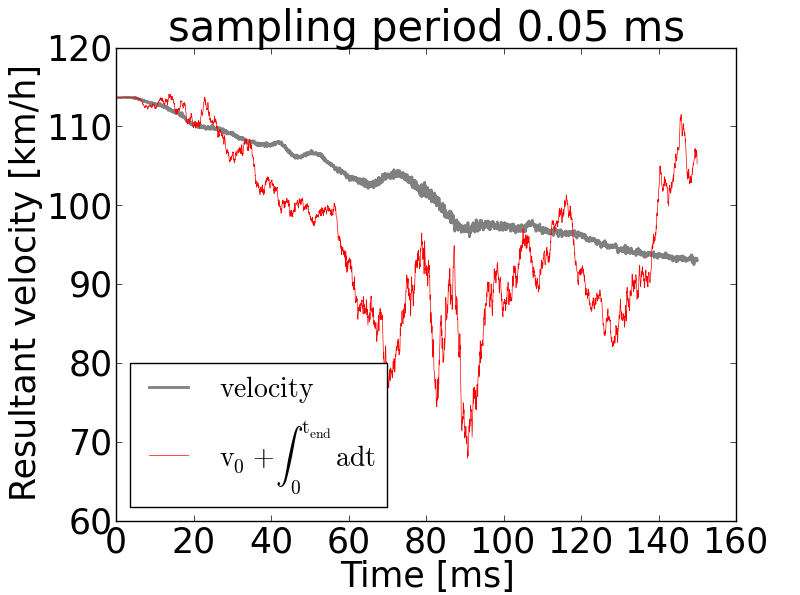 sampling period 0.05 ms
Resultant velocity [km/h]
120
110
100
90
80
70
60
velocity
v₀ + ∫₀^{t_end} adt
0 20 40 60 80 100 120 140 160
Time [ms]